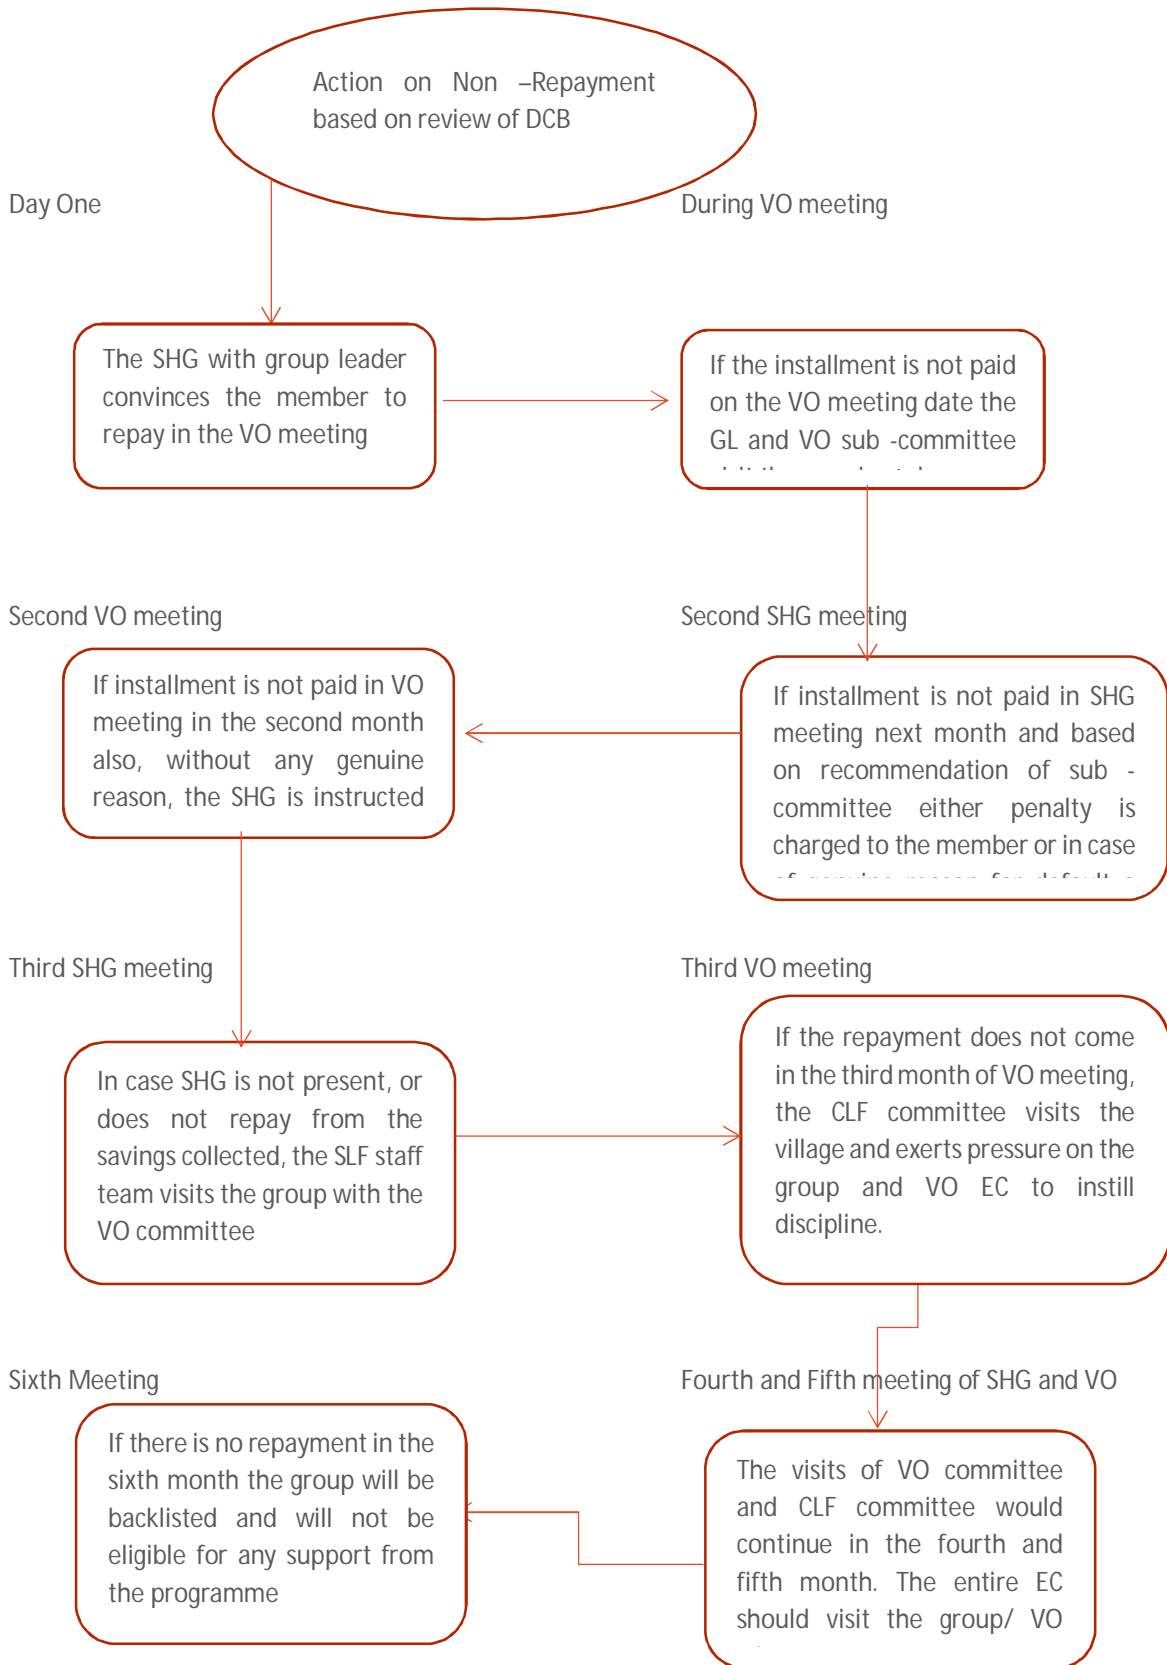 Action on Non –Repayment
based on review of DCB
Day One
During VO meeting
The SHG with group leader
convinces the member to
repay in the VO meeting
If the installment is not paid
on the VO meeting date the
GL and VO sub -committee
Second VO meeting
Second SHG meeting
If installment is not paid in VO
meeting in the second month
also, without any genuine
reason, the SHG is instructed
If installment is not paid in SHG
meeting next month and based
on recommendation of sub -
committee either penalty is
charged to the member or in case
of genuine reason for default a
Third SHG meeting
Third VO meeting
In case SHG is not present, or
does not repay from the
savings collected, the SLF staff
team visits the group with the
VO committee
If the repayment does not come
in the third month of VO meeting,
the CLF committee visits the
village and exerts pressure on the
group and VO EC to instill
discipline.
Sixth Meeting
Fourth and Fifth meeting of SHG and VO
If there is no repayment in the
sixth month the group will be
backlisted and will not be
eligible for any support from
the programme
The visits of VO committee
and CLF committee would
continue in the fourth and
fifth month. The entire EC
should visit the group/ VO